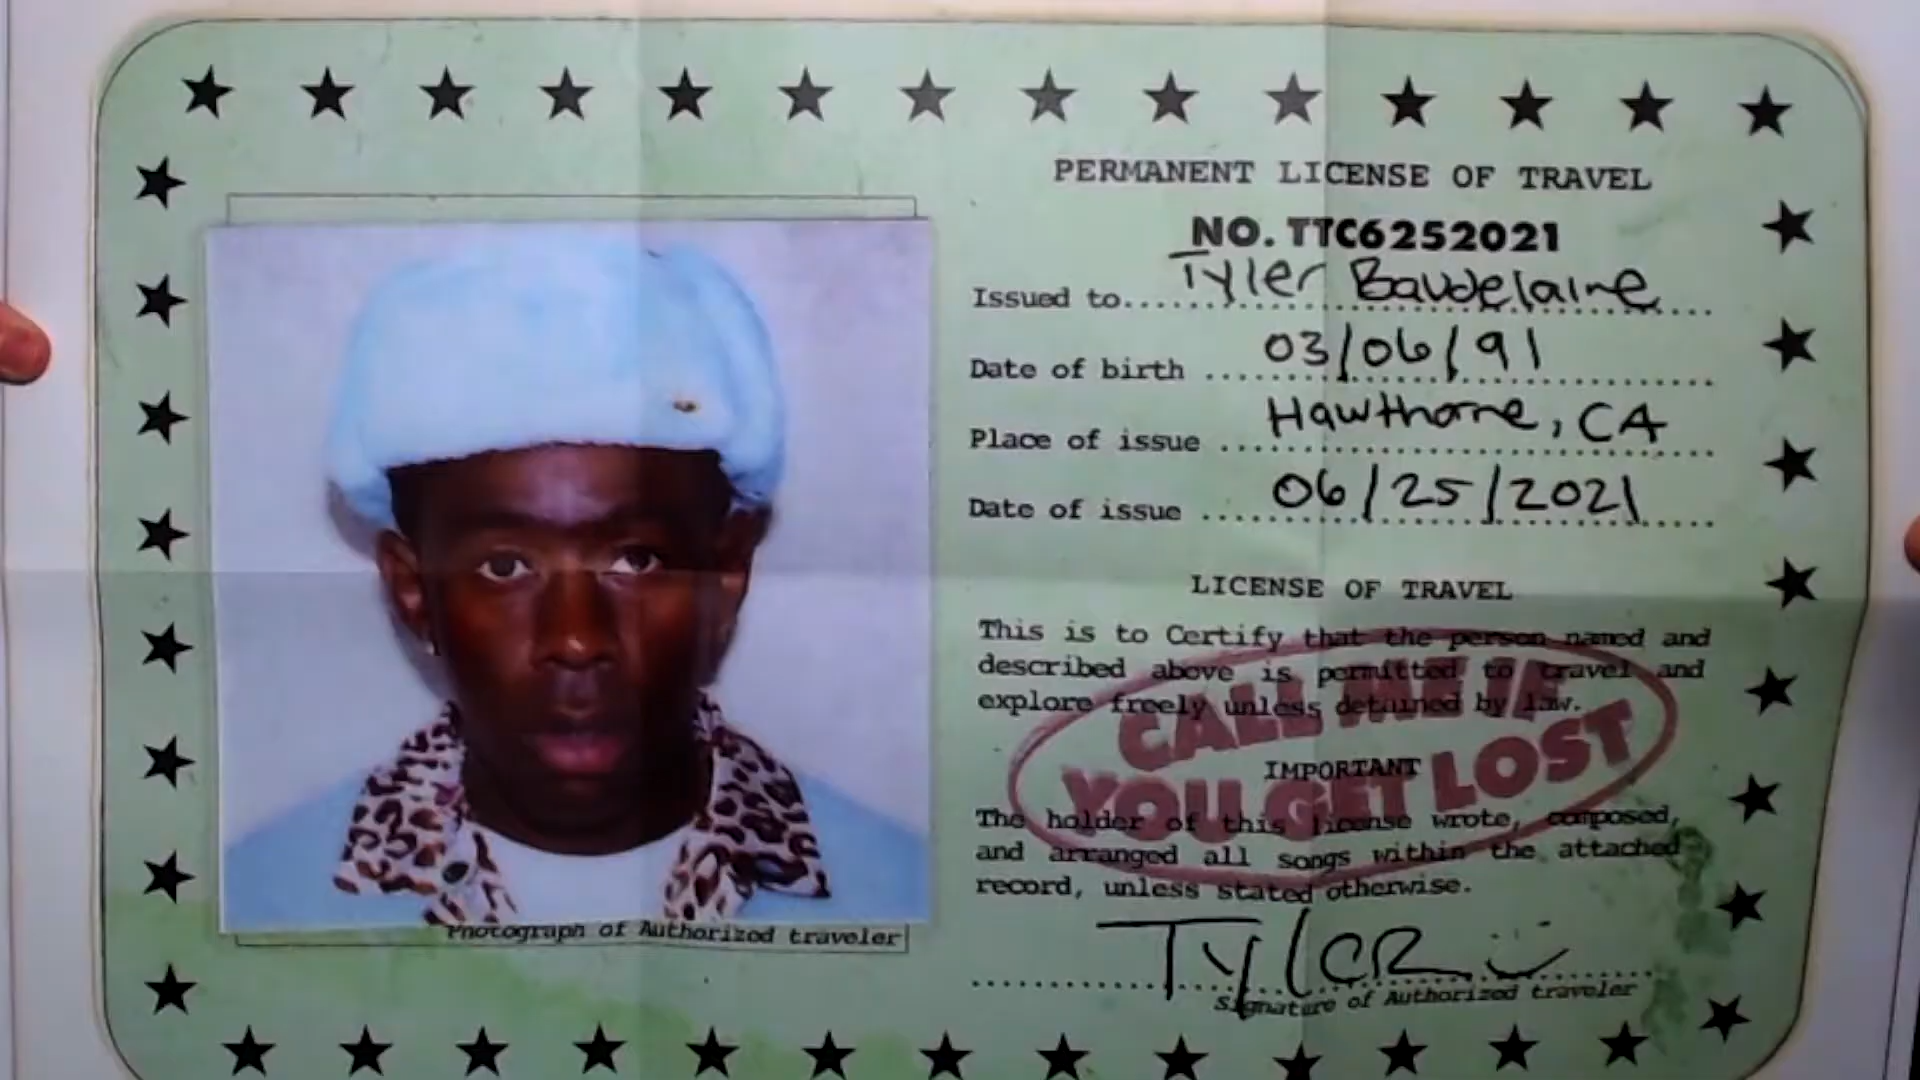 PERMANENT LICENSE OF TRAVEL
NO. TTC6252021
Issued to Tyler Baudelaire
Date of birth 03/06/91
Place of issue Hawthorne, CA
Date of issue 06/25/2021
LICENSE OF TRAVEL
This is to Certify that the person named and
described above is permitted to travel and
explore freely unless detained by law.
CALL ME IF
YOU GET LOST
IMPORTANT
The holder of this license wrote, composed,
and arranged all songs within the attached
record, unless stated otherwise.
TYLER
Signature of Authorized traveler
Photograph of Authorized traveler